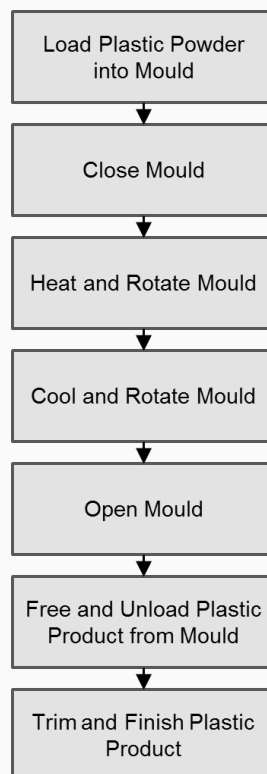 Load Plastic Powder
into Mould
Close Mould
Heat and Rotate Mould
Cool and Rotate Mould
Open Mould
Free and Unload Plastic
Product from Mould
Trim and Finish Plastic
Product